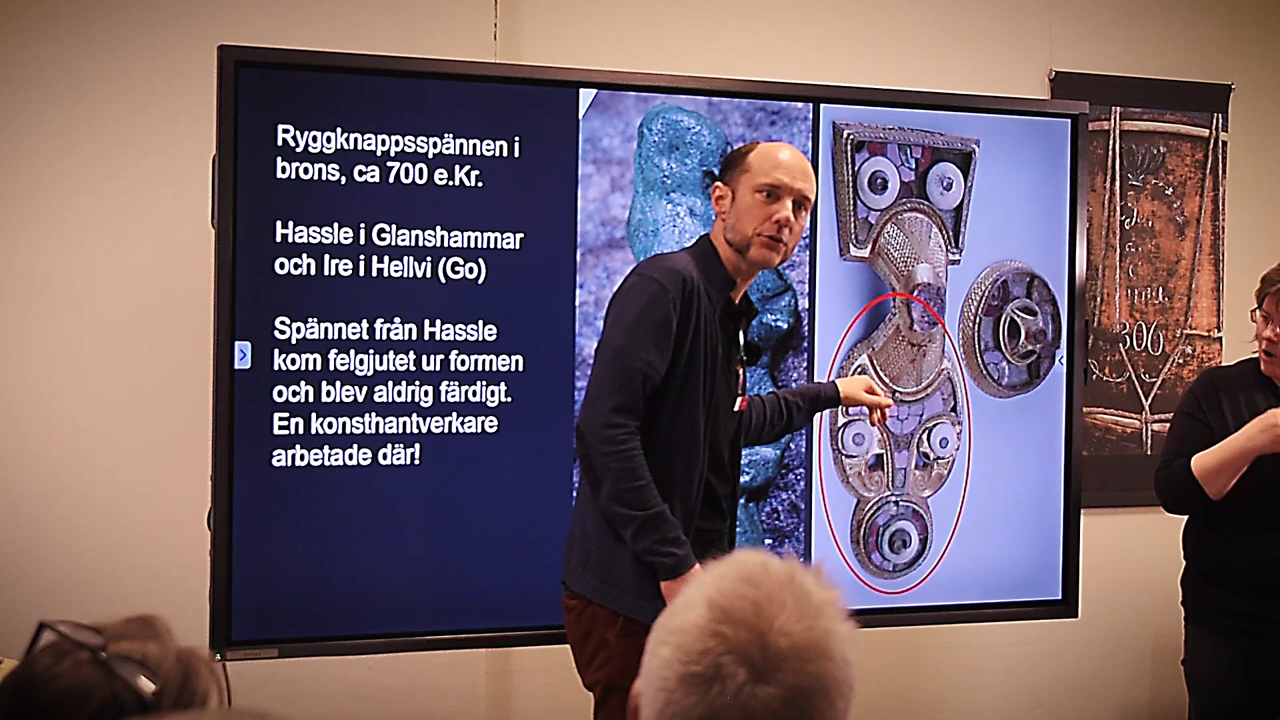 Ryggknappsspännen i
brons, ca 700 e.Kr.
Hassle i Glanshammar
och Ire i Hellvi (Go)
Spännet från Hassle
kom felgjutet ur formen
och blev aldrig färdigt.
En konsthantverkare
arbetade där!
306